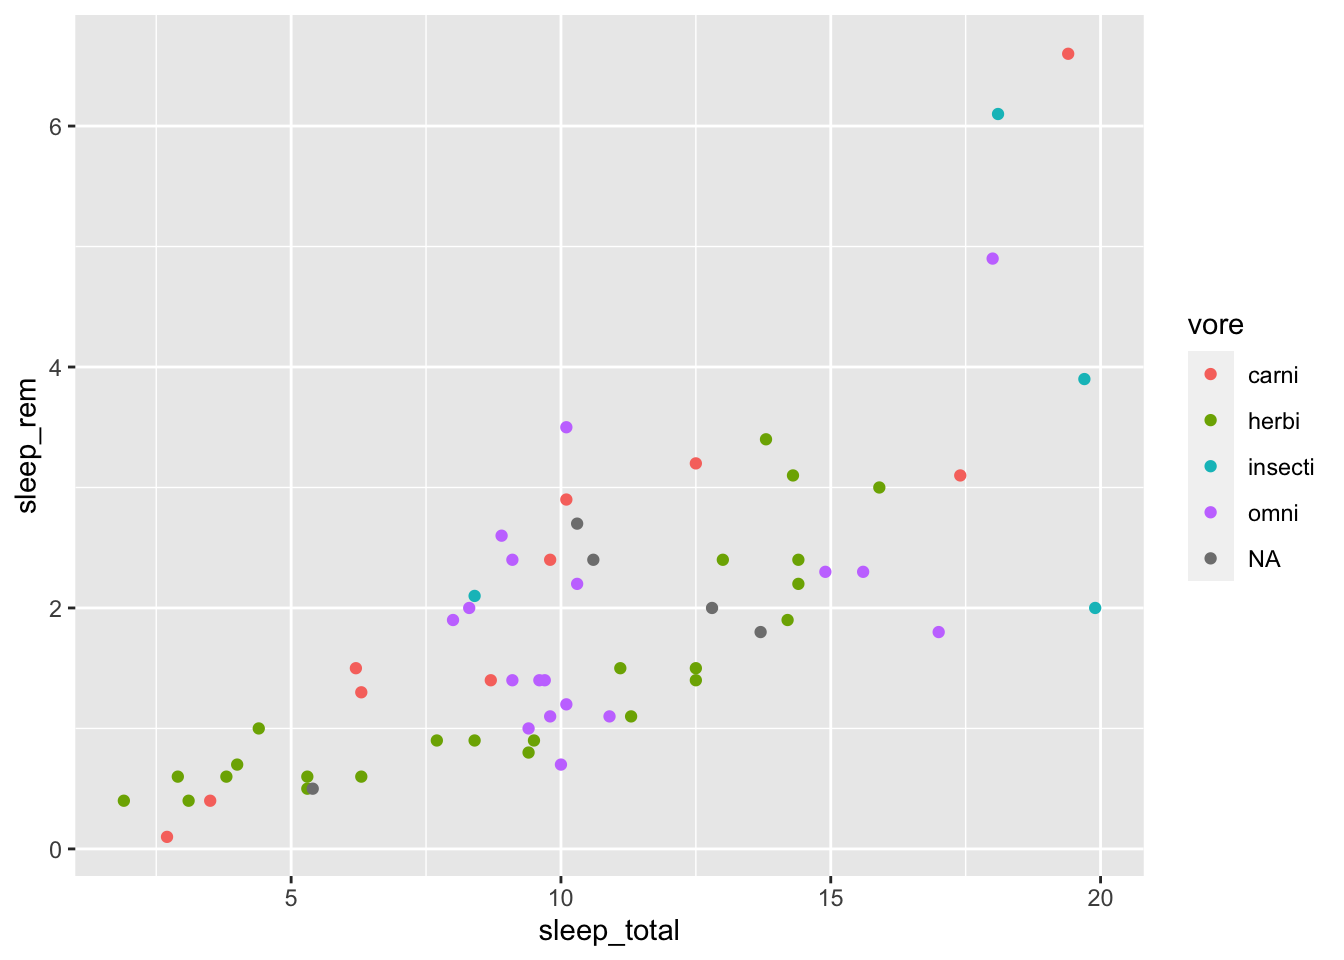 6
4
2
0
sleep_rem
5 10 15 20
sleep_total
vore
carni
herbi
insecti
omni
NA